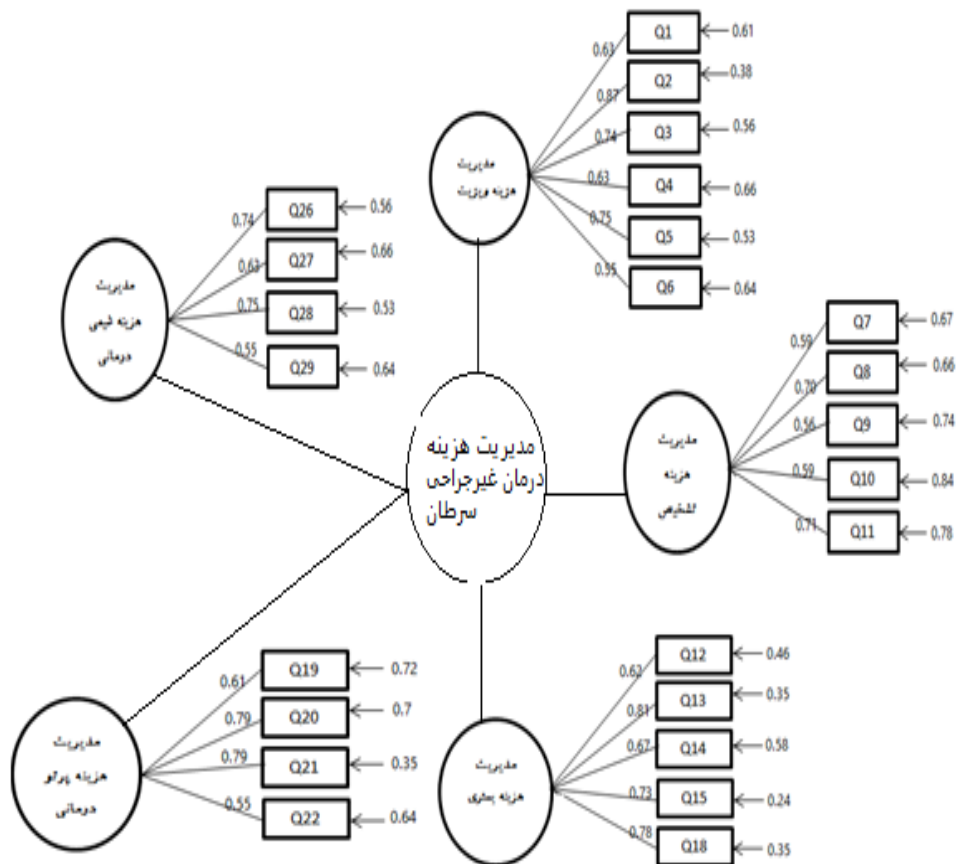 مدیریت
هزینه ویزیت
0.63
Q1
0.61
0.87
Q2
0.38
0.74
Q3
0.56
0.63
Q4
0.66
0.75
Q5
0.53
0.55
Q6
0.64
مدیریت
هزینه شیمی
درمانی
0.74
Q26
0.56
0.63
Q27
0.66
0.75
Q28
0.53
0.55
Q29
0.64
مدیریت هزینه
درمان غیرجراحی
سرطان
مدیریت
هزینه
تشخیص
0.59
Q7
0.67
0.70
Q8
0.66
0.56
Q9
0.74
0.59
Q10
0.84
0.71
Q11
0.78
مدیریت
هزینه پرتو
درمانی
0.61
Q19
0.72
0.79
Q20
0.7
0.79
Q21
0.35
0.55
Q22
0.64
مدیریت
هزینه بستری
0.62
Q12
0.46
0.81
Q13
0.35
0.67
Q14
0.58
0.73
Q15
0.24
0.78
Q18
0.35